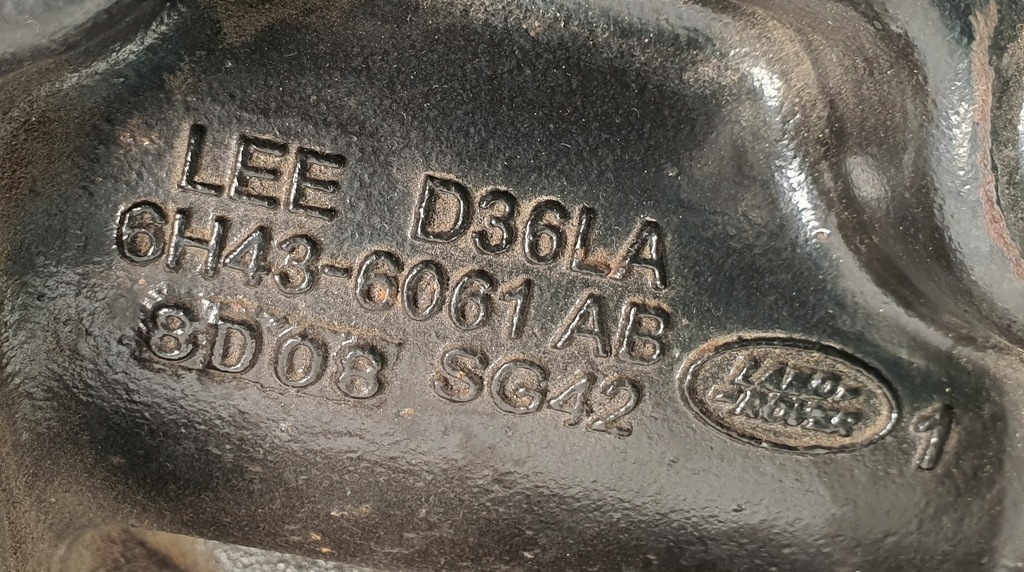 LEE D36LA
6H43-6061 AB
8D08 SG42
LAND-
-ROVER
1